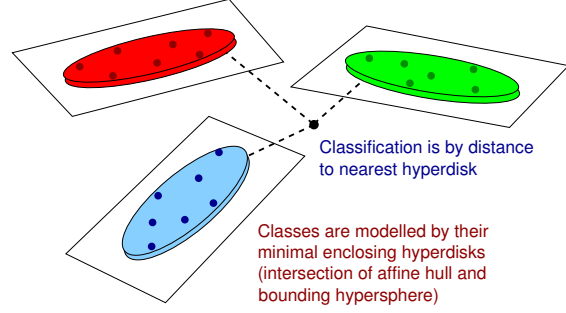 Classification is by distance
to nearest hyperdisk
Classes are modelled by their
minimal enclosing hyperdisks
(intersection of affine hull and
bounding hypersphere)